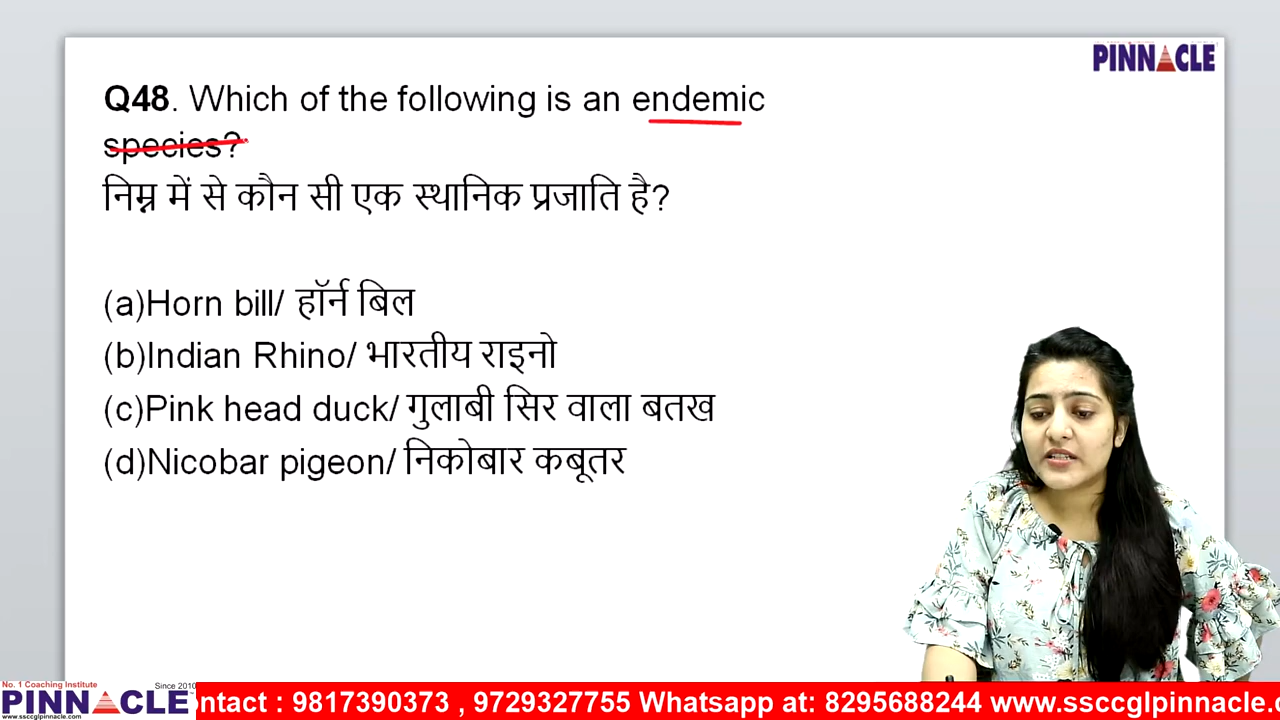 PINNACLE
Q48. Which of the following is an endemic
species?
निम्न में से कौन सी एक स्थानिक प्रजाति है?
(a)Horn bill/ हॉर्न बिल
(b)Indian Rhino/ भारतीय राइनो
(c)Pink head duck/ गुलाबी सिर वाला बतख
(d)Nicobar pigeon/ निकोबार कबूतर
No. 1 Coaching Institute Since 2010
PINNACLE
www.ssccglpinnacle.com
ontact : 9817390373 , 9729327755 Whatsapp at: 8295688244 www.ssccglpinnacle.c